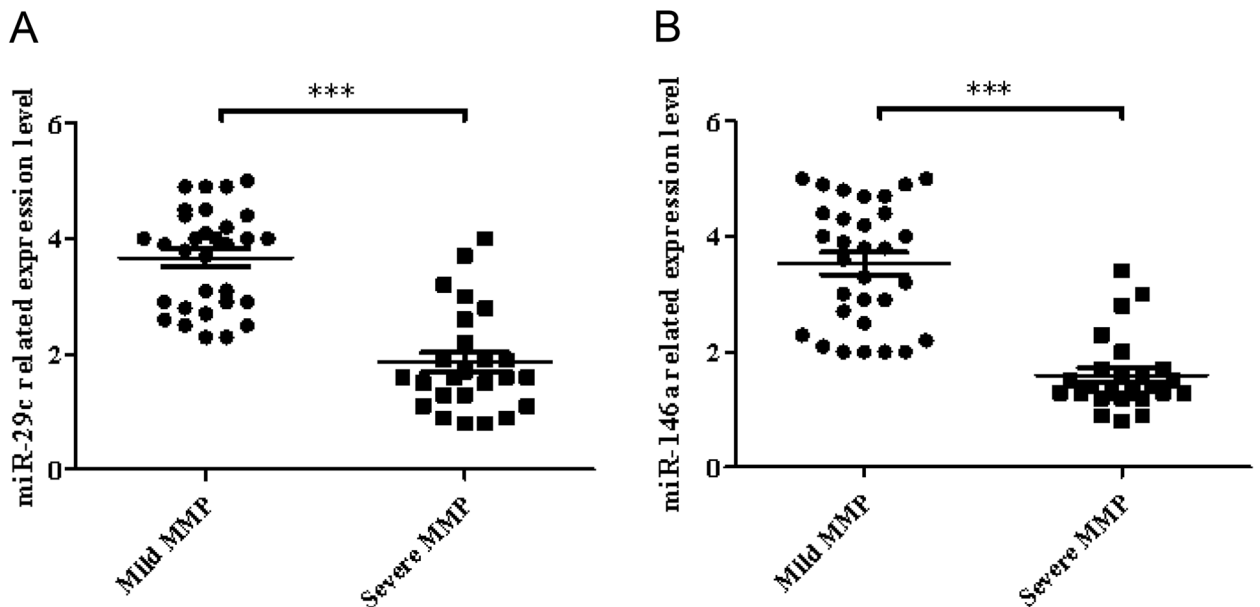 A
miR-29c related expression level
6
4
2
0
***
Mild MMP
Severe MMP
B
miR-146a related expression level
6
4
2
0
***
Mild MMP
Severe MMP